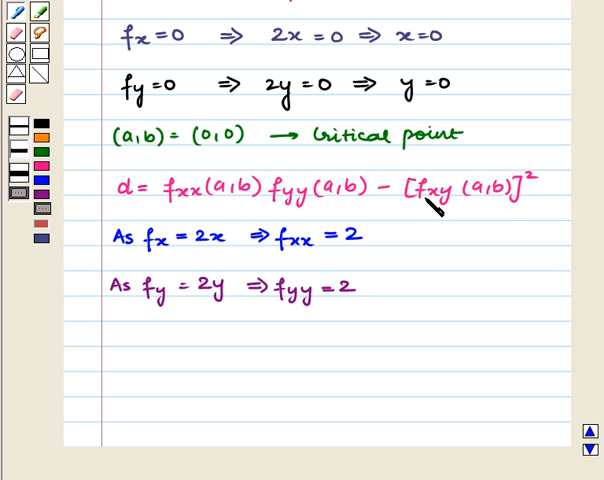 fx=0 ⇒ 2x=0 ⇒ x=0
fy=0 ⇒ 2y=0 ⇒ y=0
(a,b)=(0,0) → Critical point
d= fxx(a,b) fyy(a,b) - [fxy(a,b)]²
As fx = 2x ⇒ fxx = 2
As fy = 2y ⇒ fyy = 2